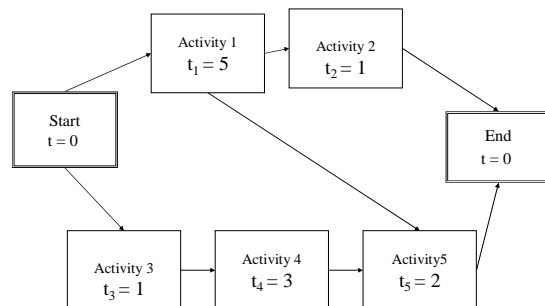 Activity 1
t₁ = 5
Activity 2
t₂ = 1
Start
t = 0
End
t = 0
Activity 3
t₃ = 1
Activity 4
t₄ = 3
Activity5
t₅ = 2